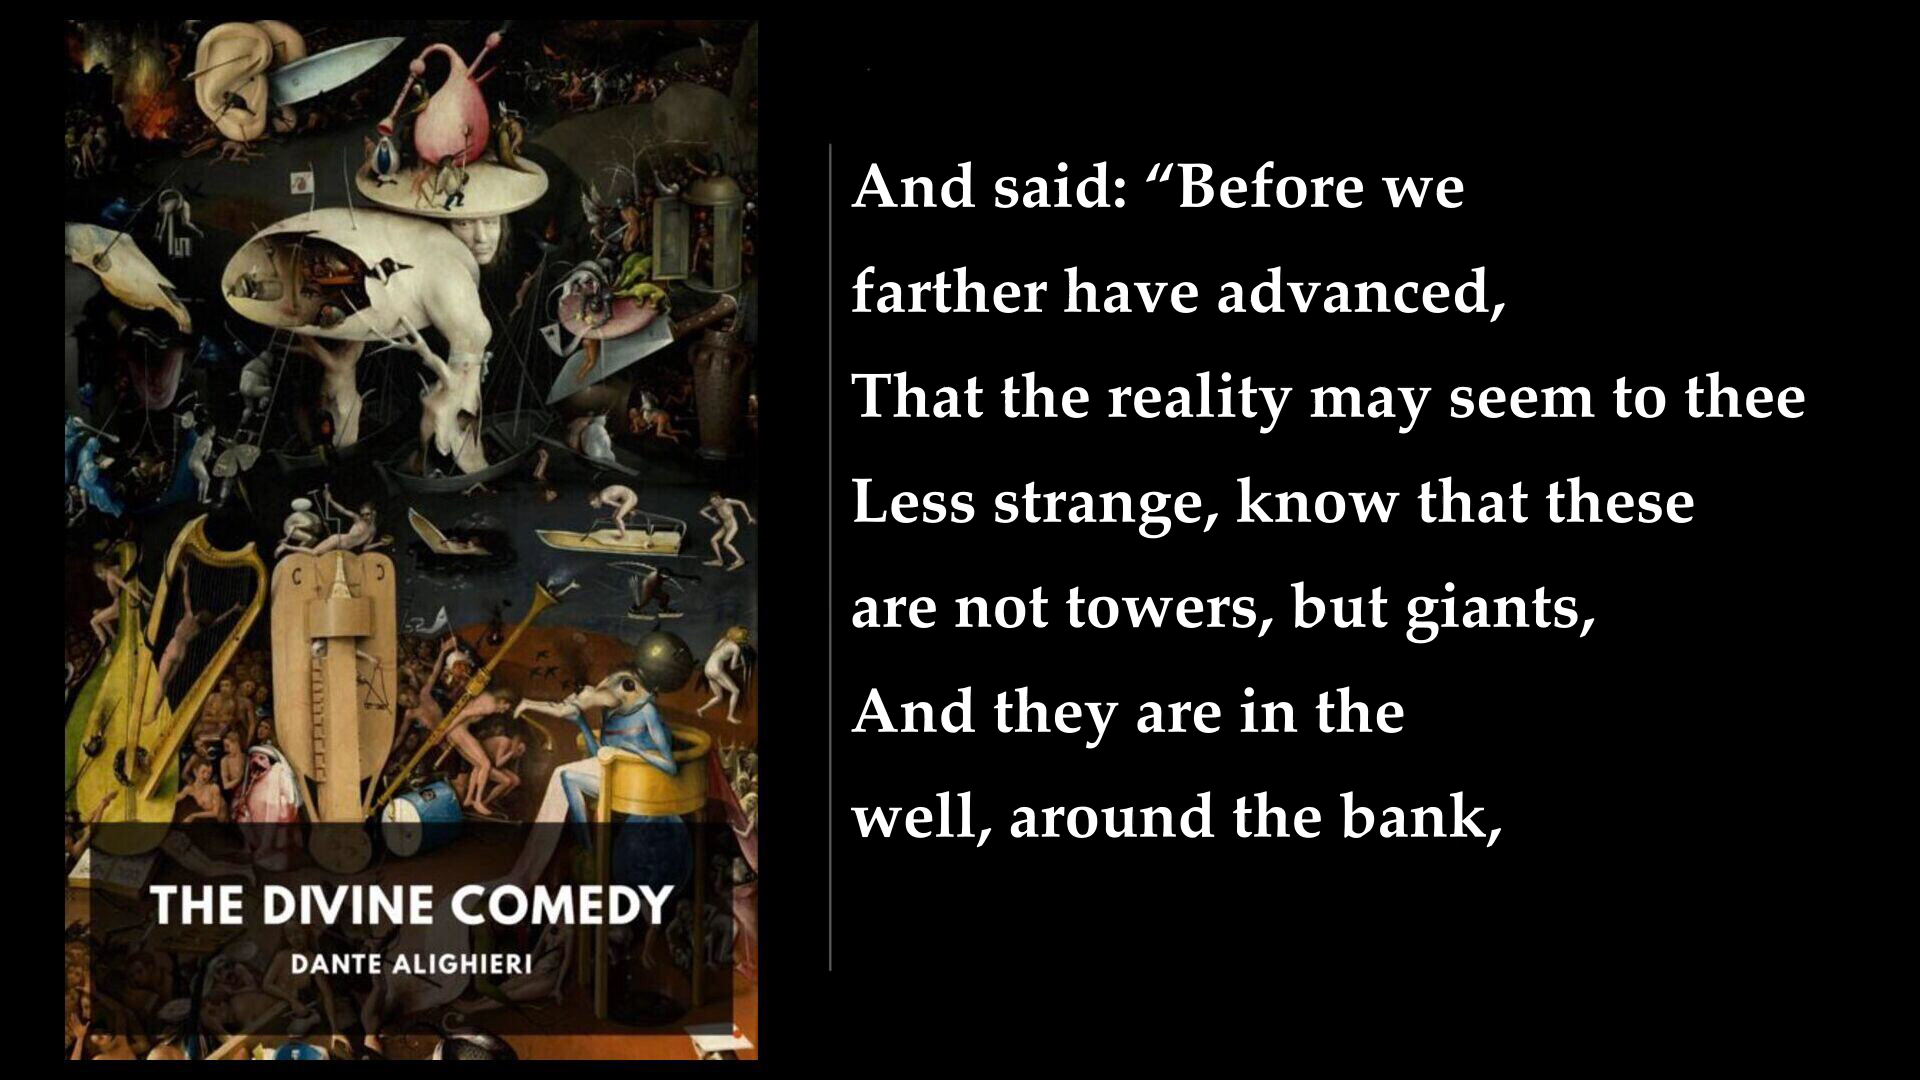 And said: “Before we
farther have advanced,
That the reality may seem to thee
Less strange, know that these
are not towers, but giants,
And they are in the
well, around the bank,
THE DIVINE COMEDY
DANTE ALIGHIERI